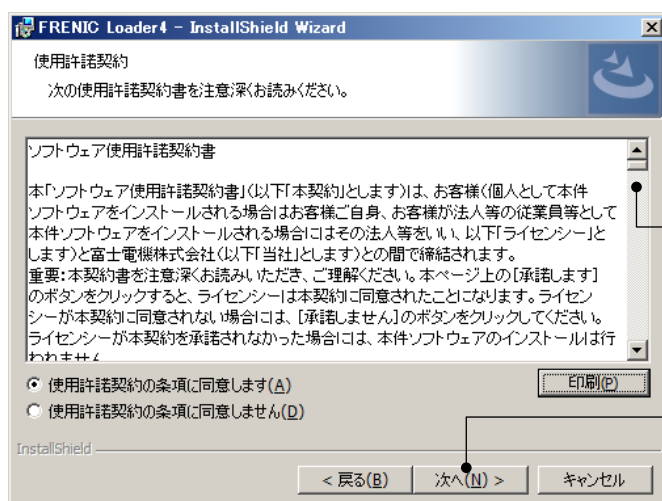 FRENIC Loader4 - InstallShield Wizard
使用許諾契約
次の使用許諾契約書を注意深くお読みください。
ソフトウェア使用許諾契約書
本「ソフトウェア使用許諾契約書」(以下「本契約」とします)は、お客様(個人として本件
ソフトウェアをインストールされる場合はお客様ご自身、お客様が法人等の従業員等として
本件ソフトウェアをインストールされる場合にはその法人等をいい、以下「ライセンシー」と
します)と富士電機株式会社(以下「当社」とします)との間で締結されます。
重要:本契約書を注意深くお読みいただき、ご理解ください。本ページ上の[承諾します]
のボタンをクリックすると、ライセンシーは本契約に同意されたことになります。ライセン
シーが本契約に同意されない場合には、[承諾しません]のボタンをクリックしてください。
ライセンシーが本契約を承諾されなかった場合には、本件ソフトウェアのインストールは行
われません
使用許諾契約の条項に同意します(A)
印刷(P)
使用許諾契約の条項に同意しません(D)
InstallShield
< 戻る(B)
次へ(N) >
キャンセル